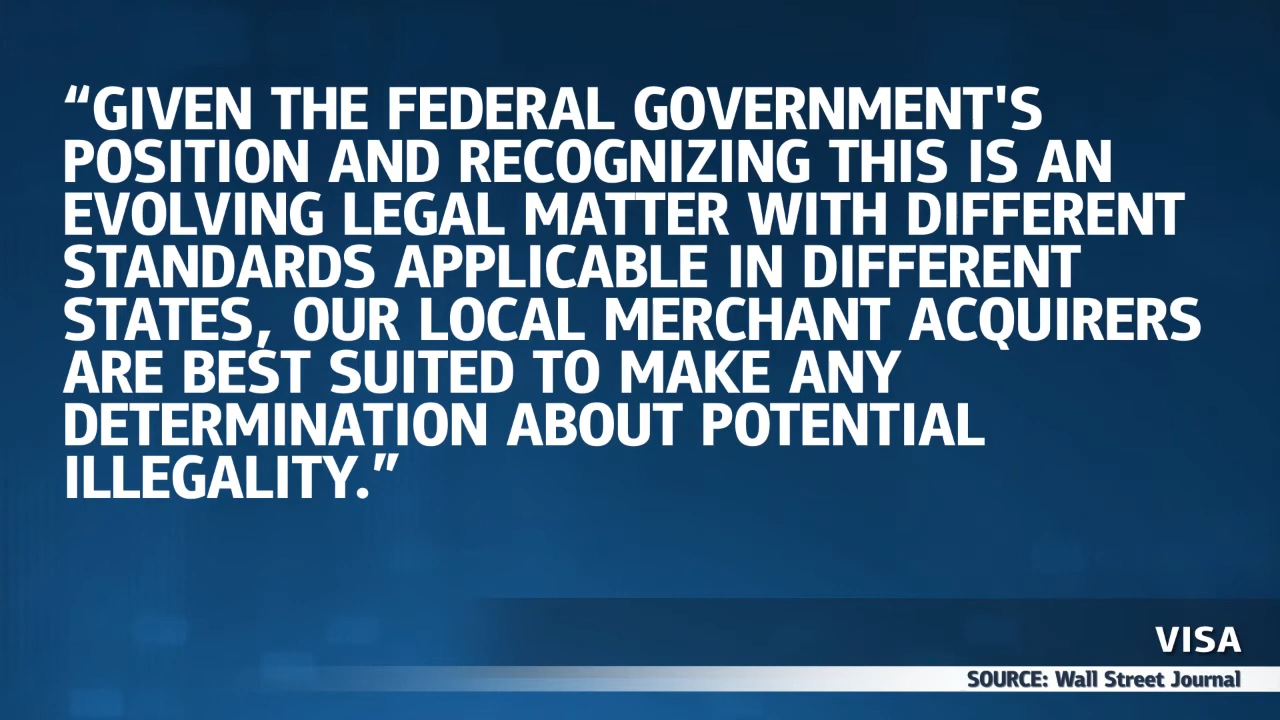 “GIVEN THE FEDERAL GOVERNMENT'S
POSITION AND RECOGNIZING THIS IS AN
EVOLVING LEGAL MATTER WITH DIFFERENT
STANDARDS APPLICABLE IN DIFFERENT
STATES, OUR LOCAL MERCHANT ACQUIRERS
ARE BEST SUITED TO MAKE ANY
DETERMINATION ABOUT POTENTIAL
ILLEGALITY.”
VISA
SOURCE: Wall Street Journal